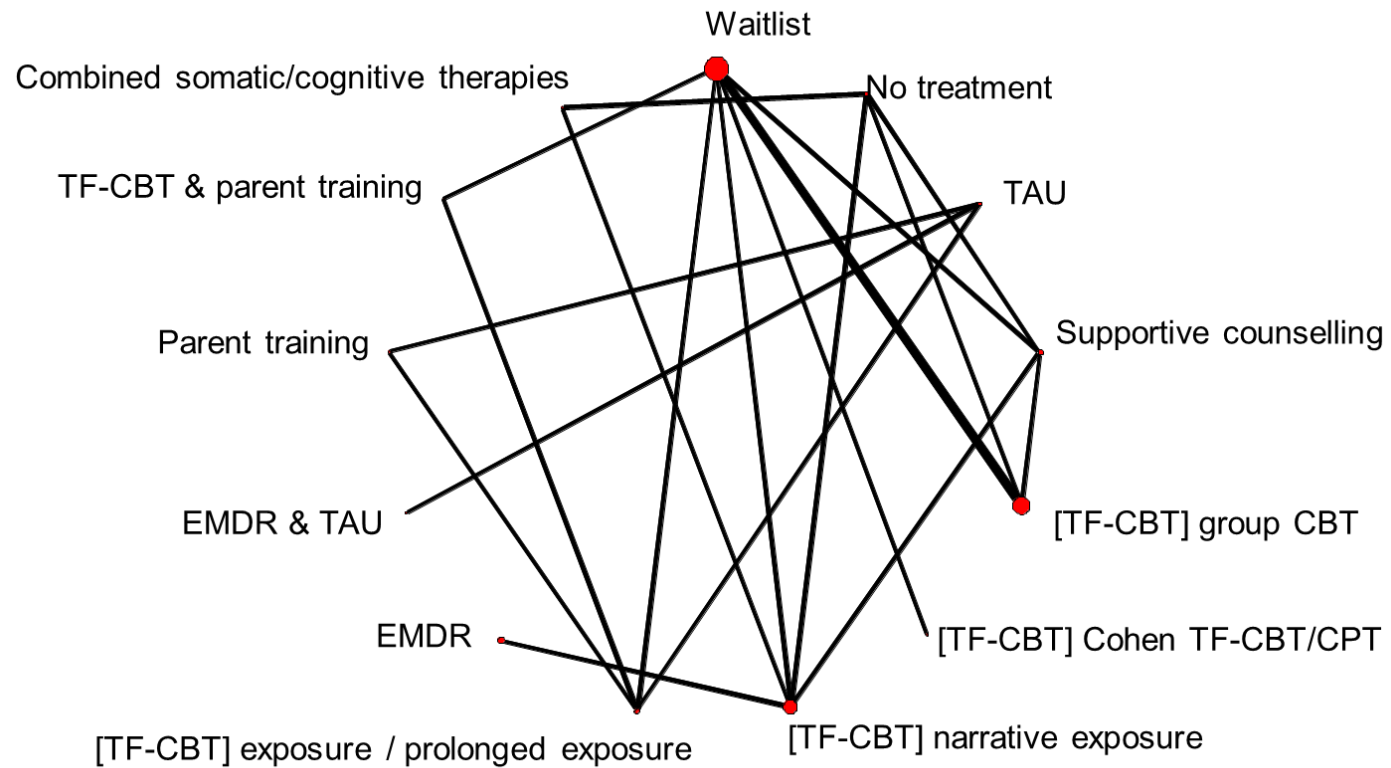 Waitlist
Combined somatic/cognitive therapies
No treatment
TF-CBT & parent training
TAU
Parent training
Supportive counselling
EMDR & TAU
[TF-CBT] group CBT
EMDR
[TF-CBT] Cohen TF-CBT/CPT
[TF-CBT] exposure / prolonged exposure
[TF-CBT] narrative exposure